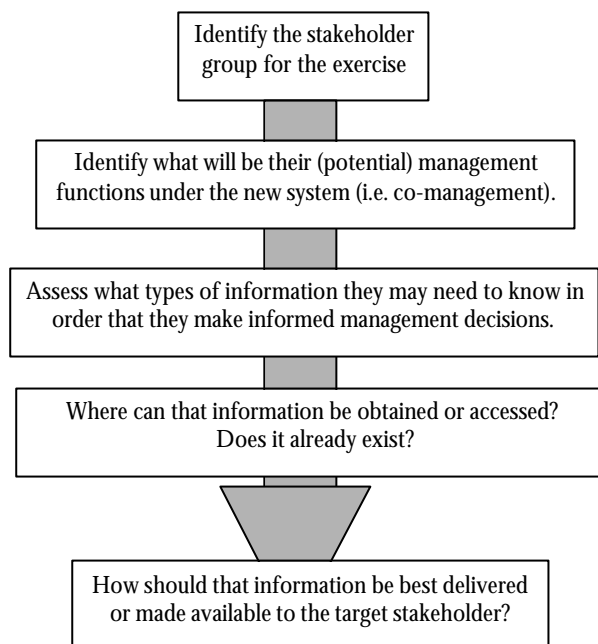 Identify the stakeholder
group for the exercise
Identify what will be their (potential) management
functions under the new system (i.e. co-management).
Assess what types of information they may need to know in
order that they make informed management decisions.
Where can that information be obtained or accessed?
Does it already exist?
How should that information be best delivered
or made available to the target stakeholder?